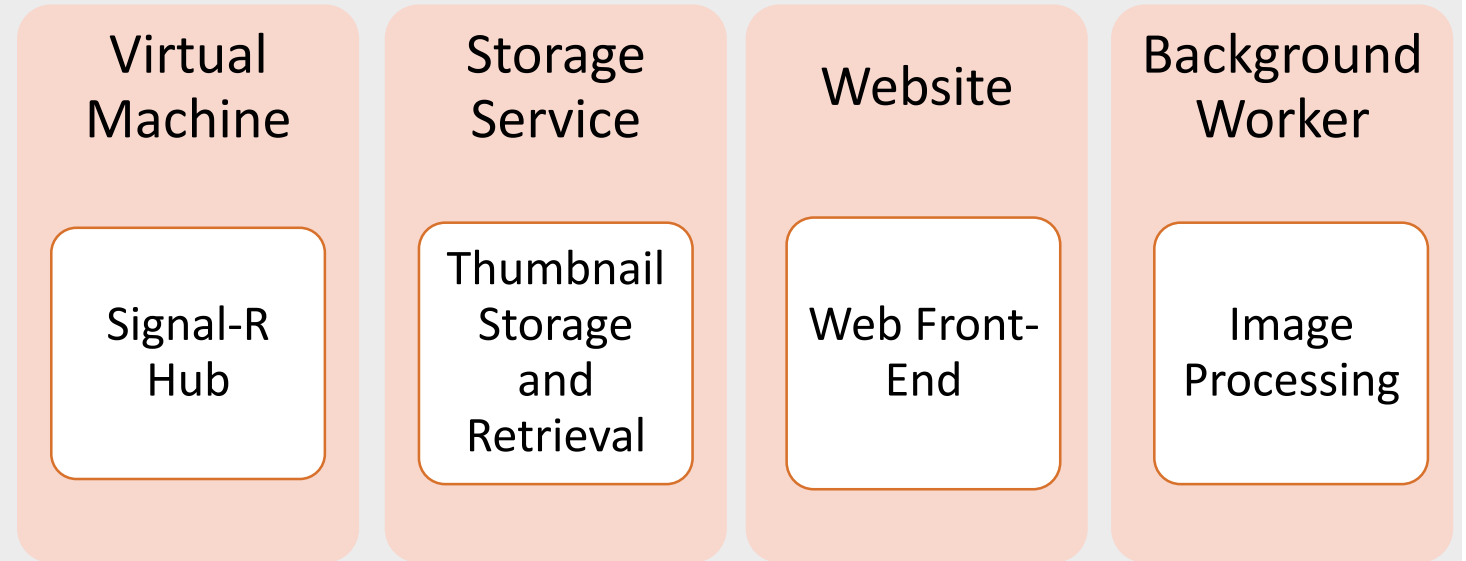 Virtual
Machine
Signal-R
Hub
Storage
Service
Thumbnail
Storage
and
Retrieval
Website
Web Front-
End
Background
Worker
Image
Processing